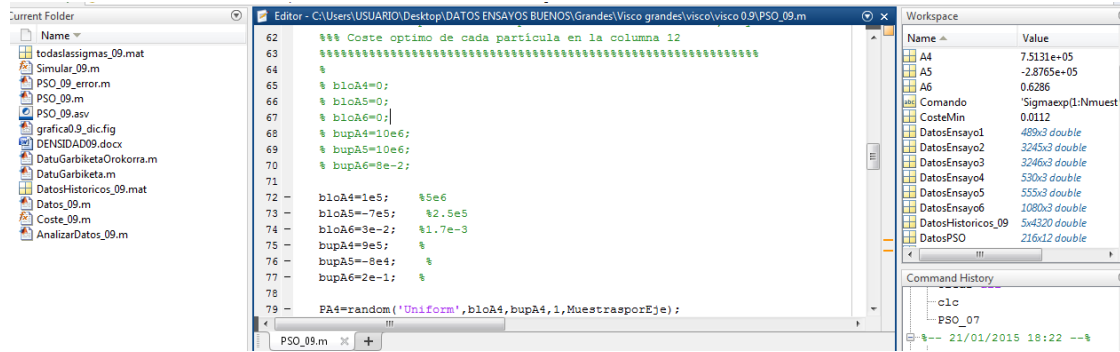 Current Folder
Name
todaslassigmas_09.mat
Simular_09.m
PSO_09_error.m
PSO_09.m
PSO_09.asv
grafica0.9_dic.fig
DENSIDAD09.docx
DatuGarbiketaOrokorra.m
DatuGarbiketa.m
DatosHistoricos_09.mat
Datos_09.m
Coste_09.m
AnalizarDatos_09.m
Editor - C:\Users\USUARIO\Desktop\DATOS ENSAYOS BUENOS\Grandes\Visco grandes\visco\visco 0.9\PSO_09.m
62 %%% Coste optimo de cada partícula en la columna 12
63 %%%%%%%%%%%%%%%%%%%%%%%%%%%%%%%%%%%%%%%%%%%%%%%%%%%%%%%%%
64 %
65 % bloA4=0;
66 % bloA5=0;
67 % bloA6=0;
68 % bupA4=10e6;
69 % bupA5=10e6;
70 % bupA6=8e-2;
71
72 - bloA4=1e5; %5e6
73 - bloA5=-7e5; %2.5e5
74 - bloA6=3e-2; %1.7e-3
75 - bupA4=9e5; %
76 - bupA5=-8e4; %
77 - bupA6=2e-1; %
78
79 - PA4=random('Uniform',bloA4,bupA4,1,MuestrasporEje);
PSO_09.m
Workspace
Name Value
A4 7.5131e+05
A5 -2.8765e+05
A6 0.6286
Comando 'Sigmaexp(1:Nmuest
CosteMin 0.0112
DatosEnsayo1 489x3 double
DatosEnsayo2 3245x3 double
DatosEnsayo3 3246x3 double
DatosEnsayo4 530x3 double
DatosEnsayo5 555x3 double
DatosEnsayo6 1080x3 double
DatosHistoricos_09 5x4320 double
DatosPSO 216x12 double
Command History
clc
PSO_07
%-- 21/01/2015 18:22 --%